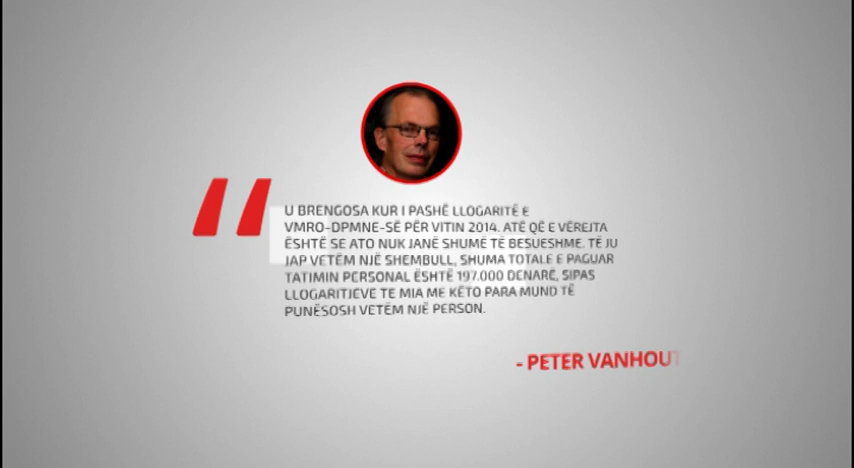 U BRENGOSA KUR I PASHË LLOGARITË E
VMRO-DPMNE-SË PËR VITIN 2014. ATË QË E VËREJTA
ËSHTË SE ATO NUK JANË SHUMË TË BESUESHME. TË JU
JAP VETËM NJË SHEMBULL, SHUMA TOTALE E PAGUAR
TATIMIN PERSONAL ËSHTË 197.000 DENARË, SIPAS
LLOGARITJEVE TE MIA ME KËTO PARA MUND TË
PUNËSOSH VETËM NJË PERSON.
- PETER VANHOUT